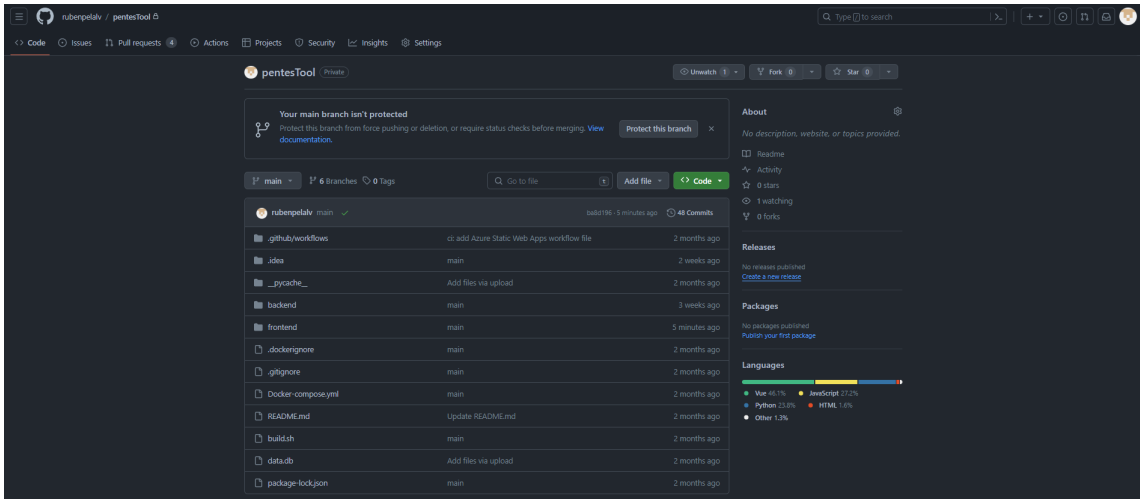 rubenpelalv / pentesTool
Type / to search
<> Code
Issues
Pull requests 4
Actions
Projects
Security
Insights
Settings
pentesTool Private
Unwatch 1
Fork 0
Star 0
Your main branch isn't protected
Protect this branch from force pushing or deletion, or require status checks before merging. View
documentation.
Protect this branch
main
6 Branches
0 Tags
Go to file t
Add file
<> Code
rubenpelalv main
ba8d196 · 5 minutes ago
48 Commits
.github/workflows ci: add Azure Static Web Apps workflow file 2 months ago
.idea main 2 weeks ago
__pycache__ Add files via upload 2 months ago
backend main 3 weeks ago
frontend main 5 minutes ago
.dockerignore main 2 months ago
.gitignore main 2 months ago
Docker-compose.yml main 2 months ago
README.md Update README.md 2 months ago
build.sh main 2 months ago
data.db Add files via upload 2 months ago
package-lock.json main 2 months ago
About
No description, website, or topics provided.
Readme
Activity
0 stars
1 watching
0 forks
Releases
No releases published
Create a new release
Packages
No packages published
Publish your first package
Languages
Vue 46.1% JavaScript 27.2%
Python 23.8% HTML 1.6%
Other 1.3%